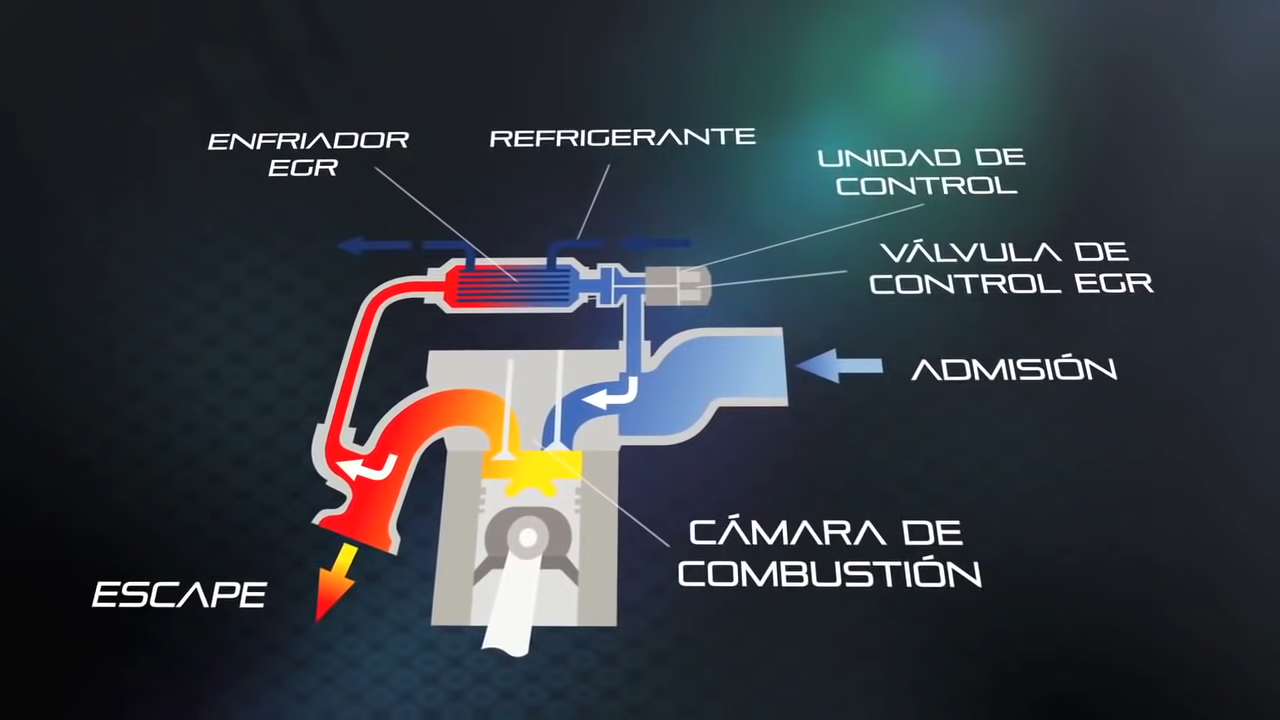 ENFRIADOR
EGR
REFRIGERANTE
UNIDAD DE
CONTROL
VÁLVULA DE
CONTROL EGR
ADMISIÓN
CÁMARA DE
COMBUSTIÓN
ESCAPE